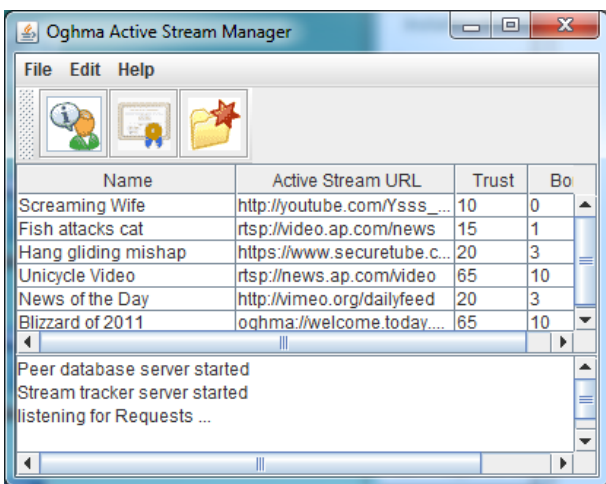 Oghma Active Stream Manager
File Edit Help
Name Active Stream URL Trust Bo
Screaming Wife http://youtube.com/Ysss_... 10 0
Fish attacks cat rtsp://video.ap.com/news 15 1
Hang gliding mishap https://www.securetube.c... 20 3
Unicycle Video rtsp://news.ap.com/video 65 10
News of the Day http://vimeo.org/dailyfeed 20 3
Blizzard of 2011 oghma://welcome.today.... 65 10
Peer database server started
Stream tracker server started
listening for Requests ...